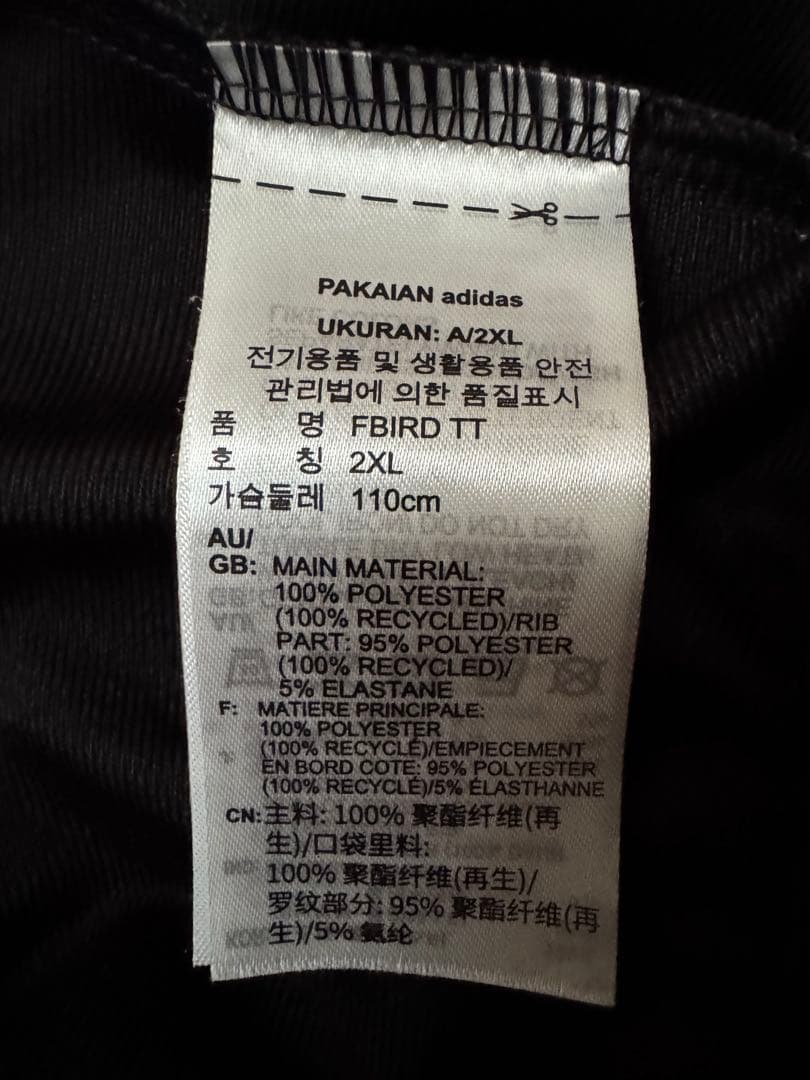 PAKAIAN adidas
UKURAN: A/2XL
전기용품 및 생활용품 안전
관리법에 의한 품질표시
품 명 FBIRD TT
호 칭 2XL
가슴둘레 110cm
AU/
GB: MAIN MATERIAL:
100% POLYESTER
(100% RECYCLED)/RIB
PART: 95% POLYESTER
(100% RECYCLED)/
5% ELASTANE
F: MATIERE PRINCIPALE:
100% POLYESTER
(100% RECYCLÉ)/EMPIECEMENT
EN BORD COTE: 95% POLYESTER
(100% RECYCLÉ)/5% ÉLASTHANNE
CN: 主料: 100% 聚酯纤维(再
生)/口袋里料:
100% 聚酯纤维(再生)/
罗纹部分: 95% 聚酯纤维(再
生)/5% 氨纶